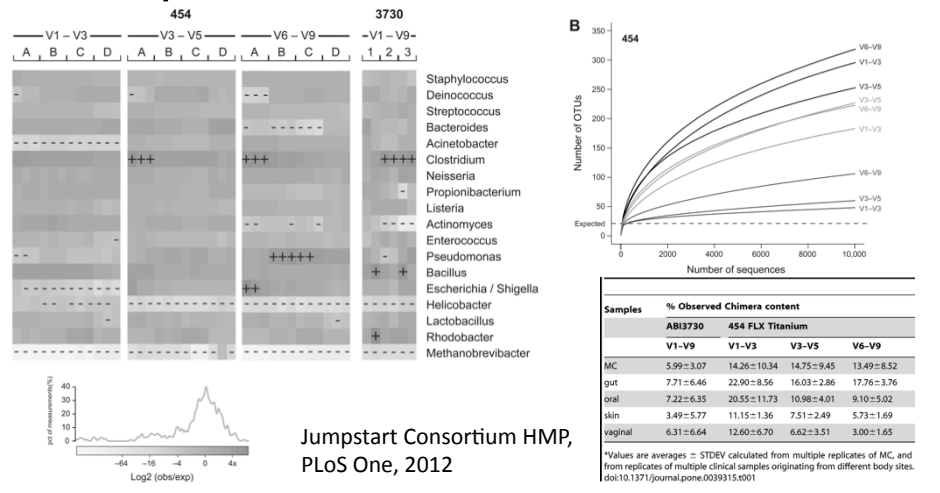 454 3730
V1 – V3 V3 – V5 V6 – V9 V1 – V9
A B C D A B C D A B C D 1 2 3
Staphylococcus
Deinococcus
Streptococcus
Bacteroides
Acinetobacter
Clostridium
Neisseria
Propionibacterium
Listeria
Actinomyces
Enterococcus
Pseudomonas
Bacillus
Escherichia / Shigella
Helicobacter
Lactobacillus
Rhodobacter
Methanobrevibacter
pct of measurements(%)
40
30
20
10
0
-64 -16 -4 0 4x
Log2 (obs/exp)
Jumpstart Consortium HMP,
PLoS One, 2012
B
454
Number of OTUs
350
300
250
200
150
100
50
Expected
0
V6–V9
V1–V3
V3–V5
V3–V5
V6–V9
V1–V3
V6–V9
V3–V5
V1–V3
0 2000 4000 6000 8000 10,000
Number of sequences
Samples % Observed Chimera content
ABI3730 454 FLX Titanium
V1–V9 V1–V3 V3–V5 V6–V9
MC 5.99±3.07 14.26±10.34 14.75±9.45 13.49±8.52
gut 7.71±6.46 22.90±8.56 16.03±2.86 17.76±3.76
oral 7.22±6.35 20.55±11.73 10.98±4.01 9.10±5.02
skin 3.49±5.77 11.15±1.36 7.51±2.49 5.73±1.69
vaginal 6.31±6.64 12.60±6.70 6.62±3.51 3.00±1.65
*Values are averages ± STDEV calculated from multiple replicates of MC, and
from replicates of multiple clinical samples originating from different body sites.
doi:10.1371/journal.pone.0039315.t001